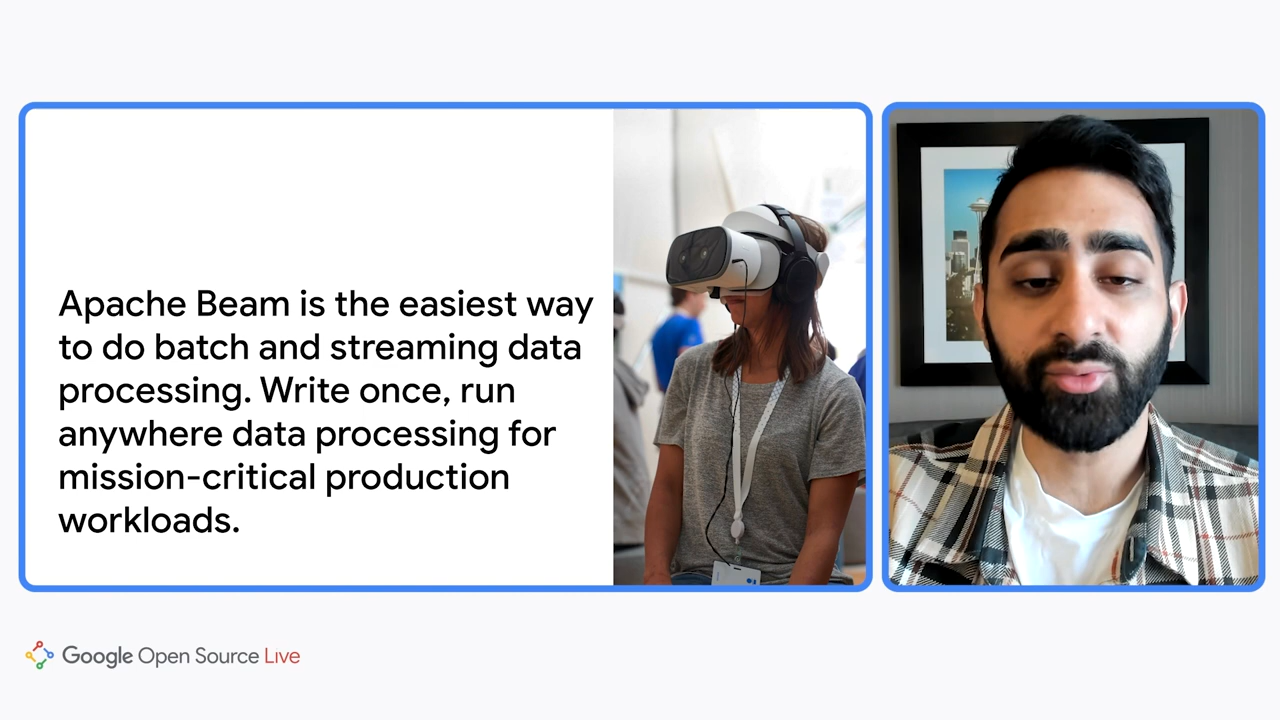 Apache Beam is the easiest way
to do batch and streaming data
processing. Write once, run
anywhere data processing for
mission-critical production
workloads.
Google Open Source Live